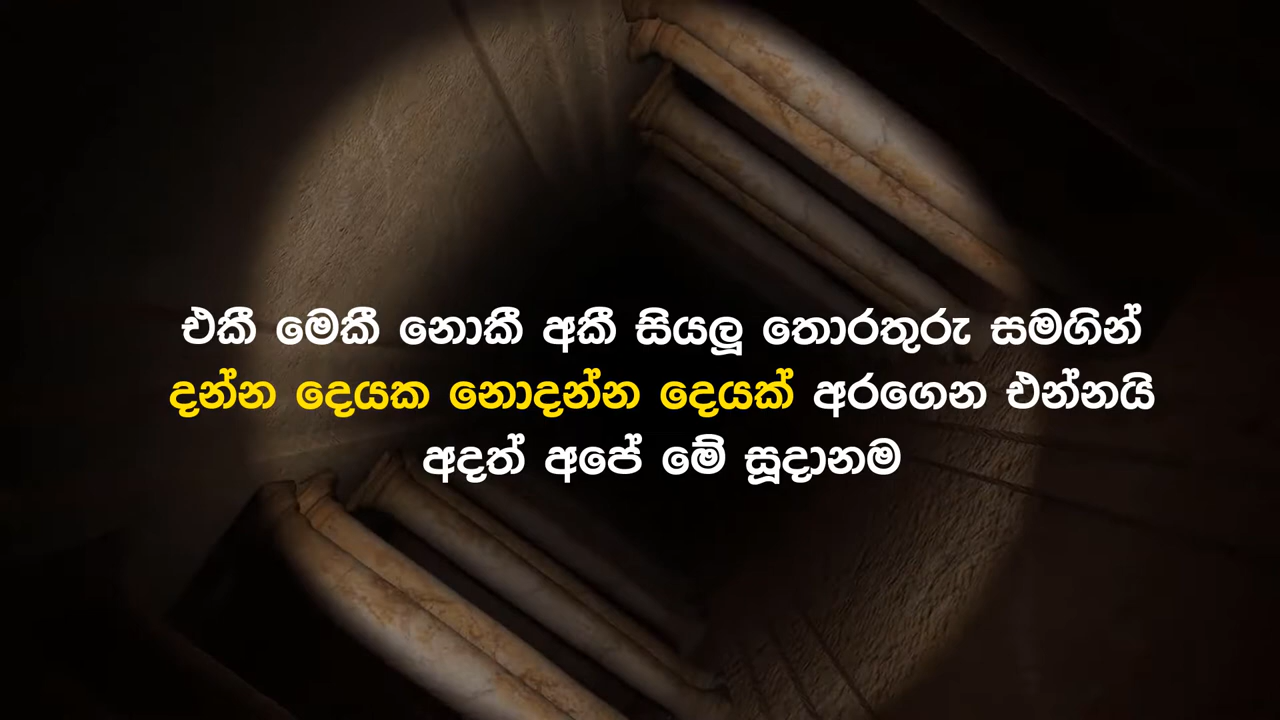 එකී මෙකී නොකී අකී සියලූ තොරතුරු සමගින්
දන්න දෙයක නොදන්න දෙයක් අරගෙන එන්නයි
අදත් අපේ මේ සූදානම